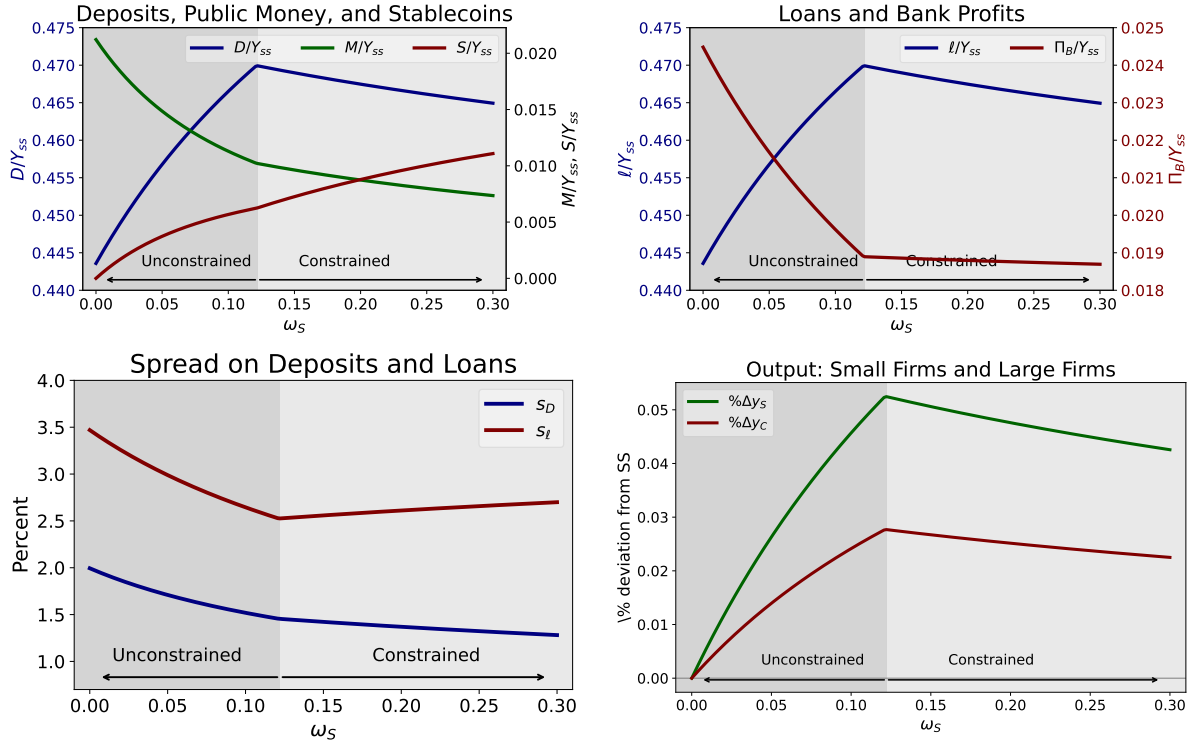 Deposits, Public Money, and Stablecoins
D/Y_ss M/Y_ss S/Y_ss
0.475
0.470
0.465
0.460
0.455
0.450
0.445
0.440
D/Y_ss
0.020
0.015
0.010
0.005
0.000
M/Y_ss, S/Y_ss
Unconstrained Constrained
0.00 0.05 0.10 0.15 0.20 0.25 0.30
ω_S
Loans and Bank Profits
ℓ/Y_ss Π_B/Y_ss
0.475
0.470
0.465
0.460
0.455
0.450
0.445
0.440
ℓ/Y_ss
0.025
0.024
0.023
0.022
0.021
0.020
0.019
0.018
Π_B/Y_ss
Unconstrained Constrained
0.00 0.05 0.10 0.15 0.20 0.25 0.30
ω_S
Spread on Deposits and Loans
s_D
s_ℓ
4.0
3.5
3.0
2.5
2.0
1.5
1.0
Percent
Unconstrained Constrained
0.00 0.05 0.10 0.15 0.20 0.25 0.30
ω_S
Output: Small Firms and Large Firms
%Δy_S
%Δy_C
0.05
0.04
0.03
0.02
0.01
0.00
\% deviation from SS
Unconstrained Constrained
0.00 0.05 0.10 0.15 0.20 0.25 0.30
ω_S